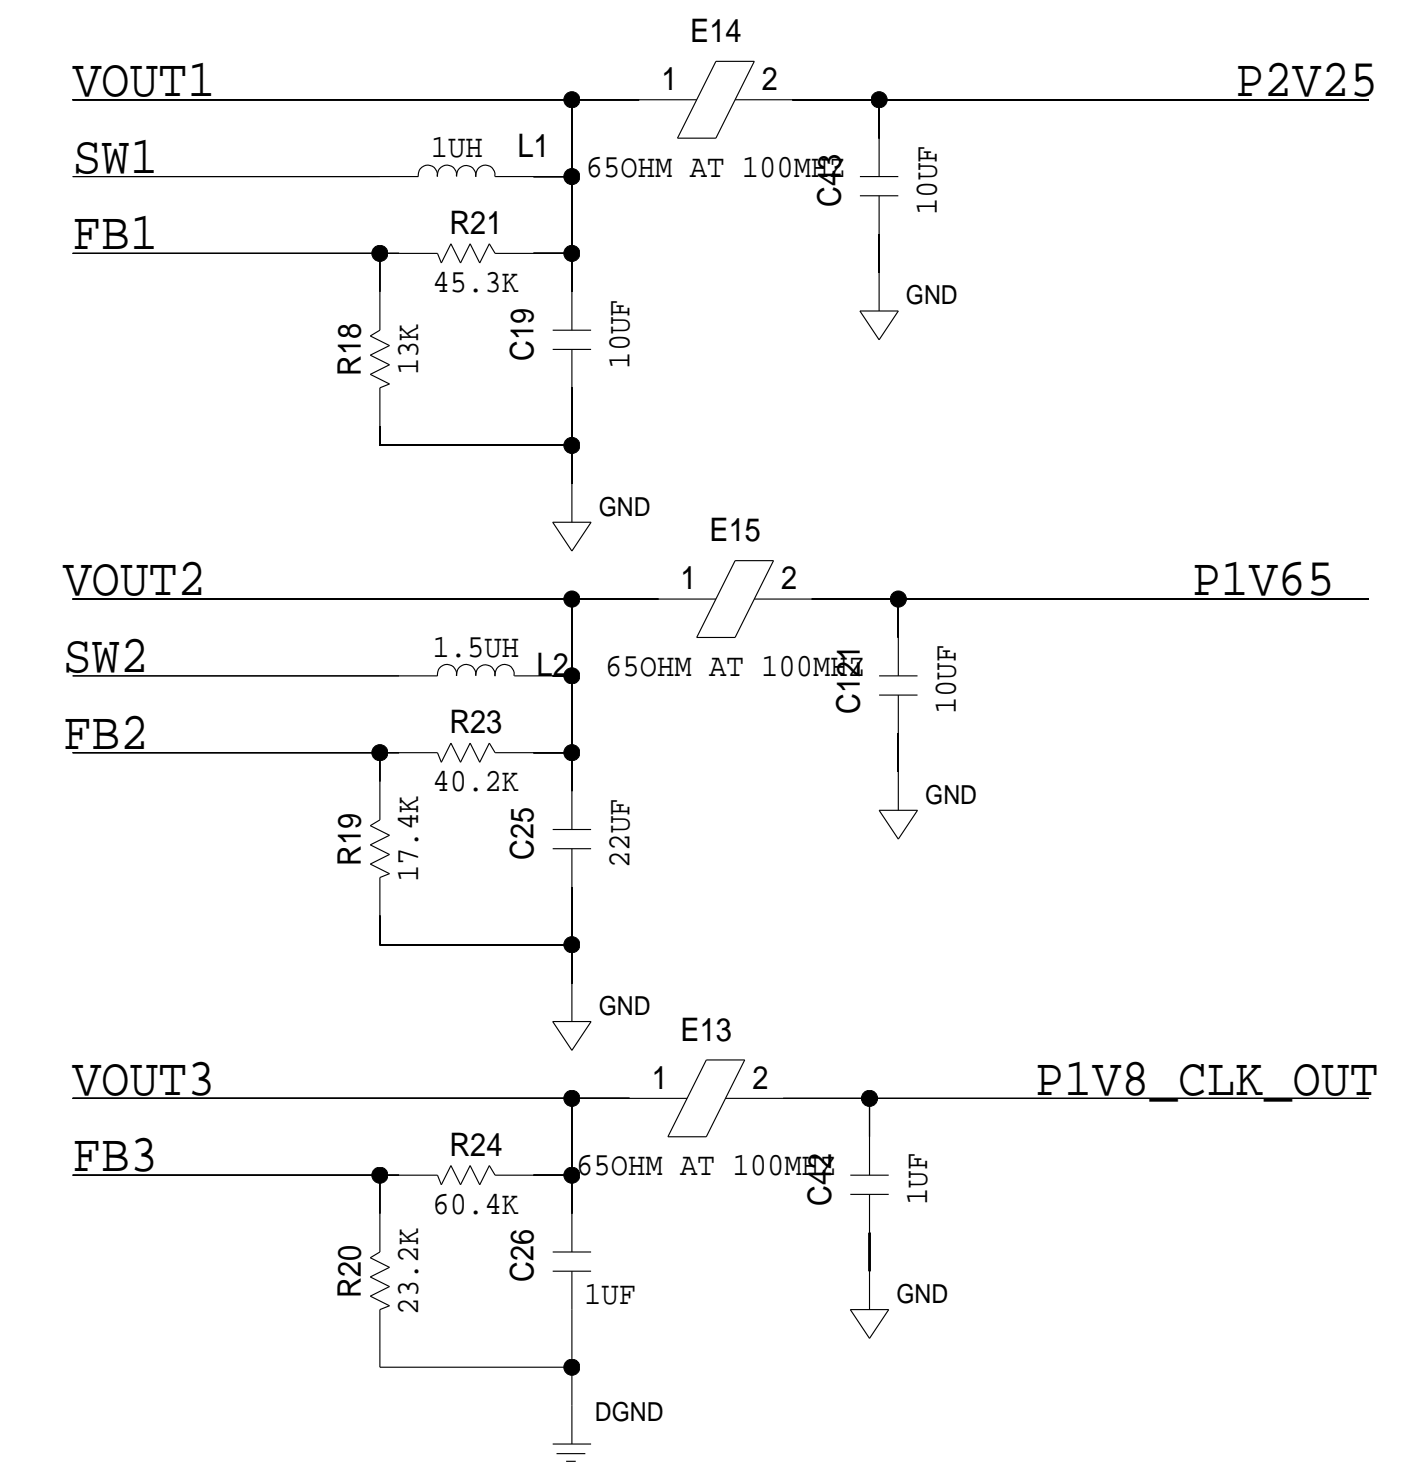 E14
VOUT1
1
2
P2V25
SW1
1UH
L1
65OHM AT 100MHZ
C43
10UF
FB1
R21
45.3K
GND
R18
13K
C19
10UF
GND
E15
VOUT2
1
2
P1V65
SW2
1.5UH
L2
65OHM AT 100MHZ
C121
10UF
FB2
R23
40.2K
GND
R19
17.4K
C25
22UF
GND
E13
VOUT3
1
2
P1V8_CLK_OUT
FB3
R24
65OHM AT 100MHZ
C42
1UF
60.4K
R20
23.2K
C26
1UF
GND
DGND